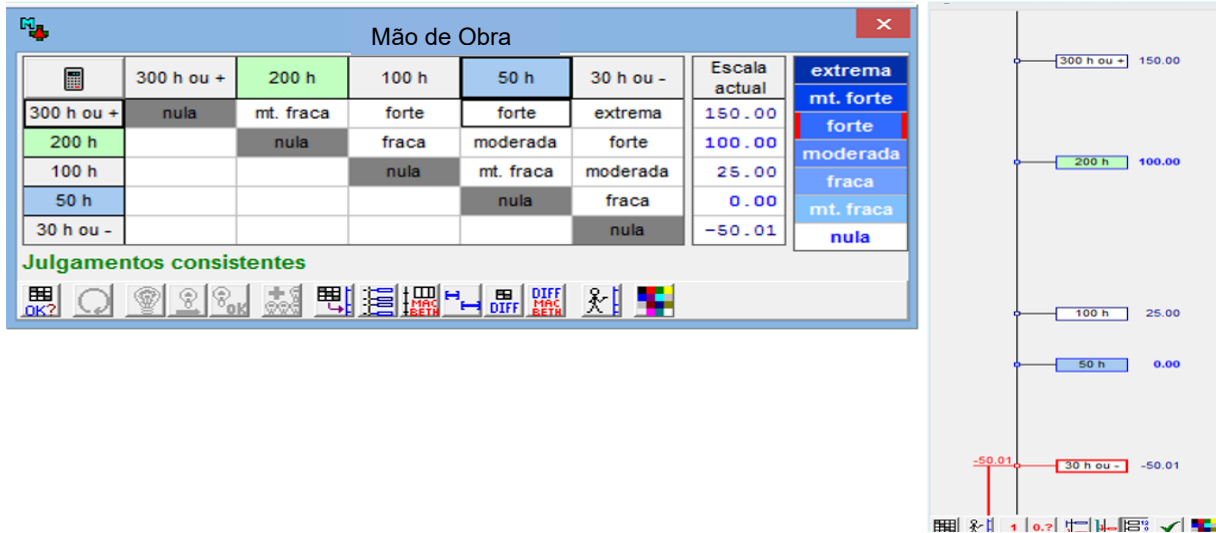 Mão de Obra
300 h ou + 200 h 100 h 50 h 30 h ou - Escala actual
300 h ou + nula mt. fraca forte forte extrema 150.00
200 h nula fraca moderada forte 100.00
100 h nula mt. fraca moderada 25.00
50 h nula fraca 0.00
30 h ou - nula -50.01
extrema
mt. forte
forte
moderada
fraca
mt. fraca
nula
Julgamentos consistentes
OK? OK MAC BETH DIFF DIFF MAC BETH
300 h ou + 150.00
200 h 100.00
100 h 25.00
50 h 0.00
-50.01 30 h ou - -50.01
1 0.?